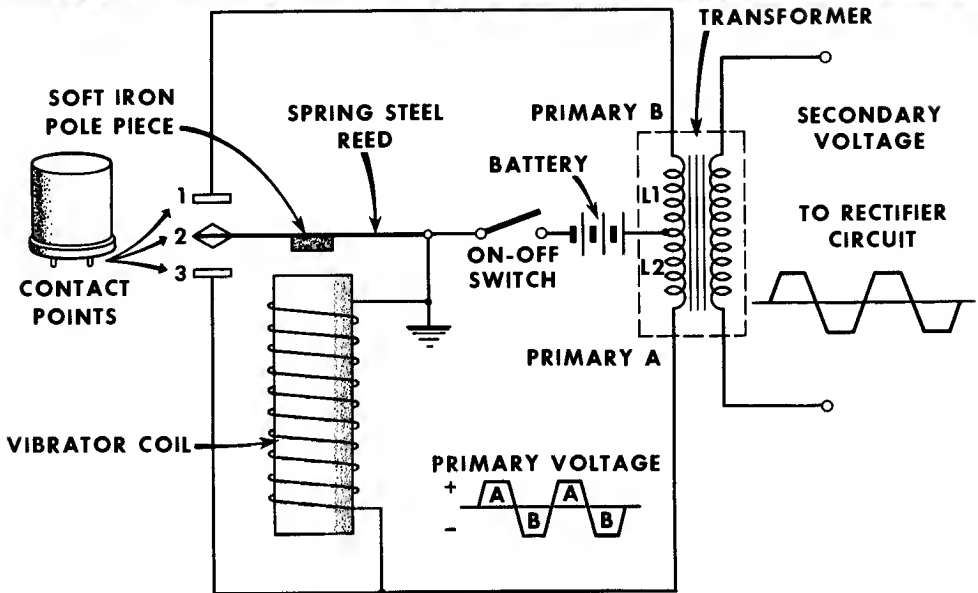 TRANSFORMER
SOFT IRON
POLE PIECE
SPRING STEEL
REED
PRIMARY B
SECONDARY
VOLTAGE
BATTERY
1
L1
2
TO RECTIFIER
CIRCUIT
ON-OFF
SWITCH
L2
3
CONTACT
POINTS
PRIMARY A
VIBRATOR COIL
PRIMARY VOLTAGE
+
A A
B B
-